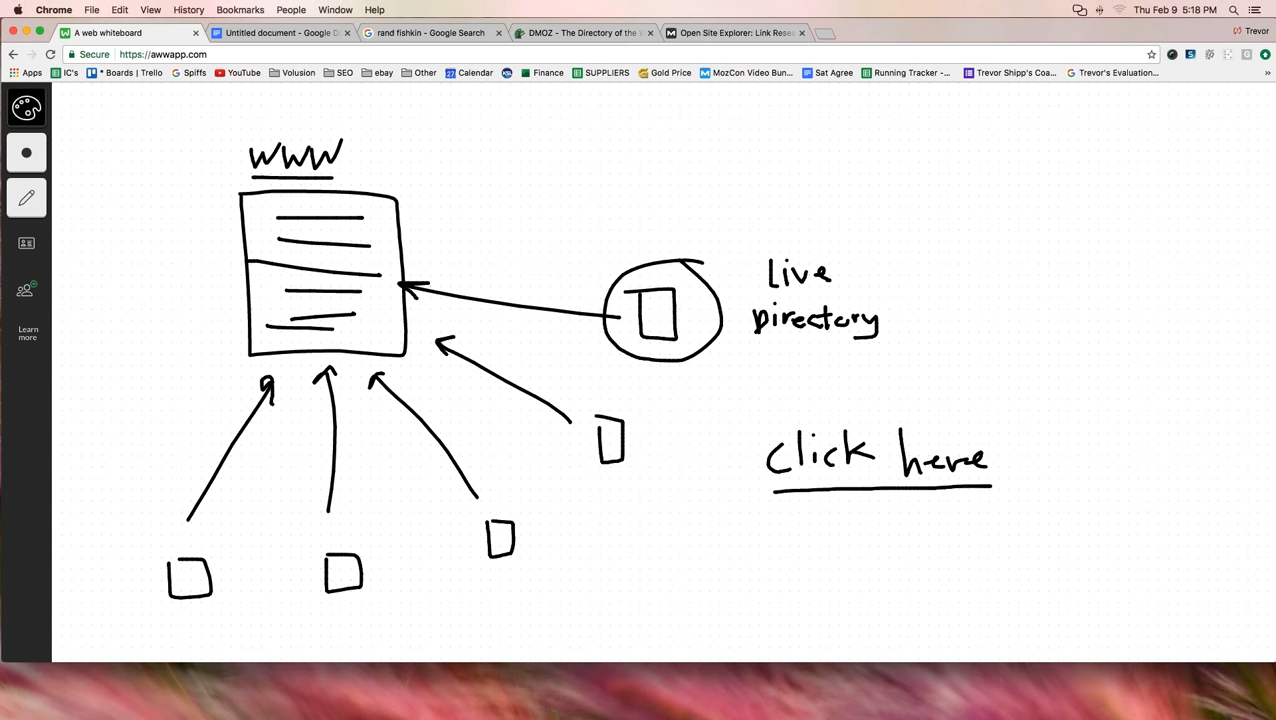 Chrome File Edit View History Bookmarks People Window Help Thu Feb 9 5:18 PM
A web whiteboard Untitled document - Google D rand fishkin - Google Search DMOZ - The Directory of the Open Site Explorer: Link Rese Trevor
Secure https://awwapp.com
Apps IC's * Boards | Trello Spiffs YouTube Volusion SEO ebay Other Calendar Finance SUPPLIERS Gold Price MozCon Video Bun... Sat Agree Running Tracker -... Trevor Shipp's Coa... Trevor's Evaluation... »
www
Live
Directory
click here
Learn
more